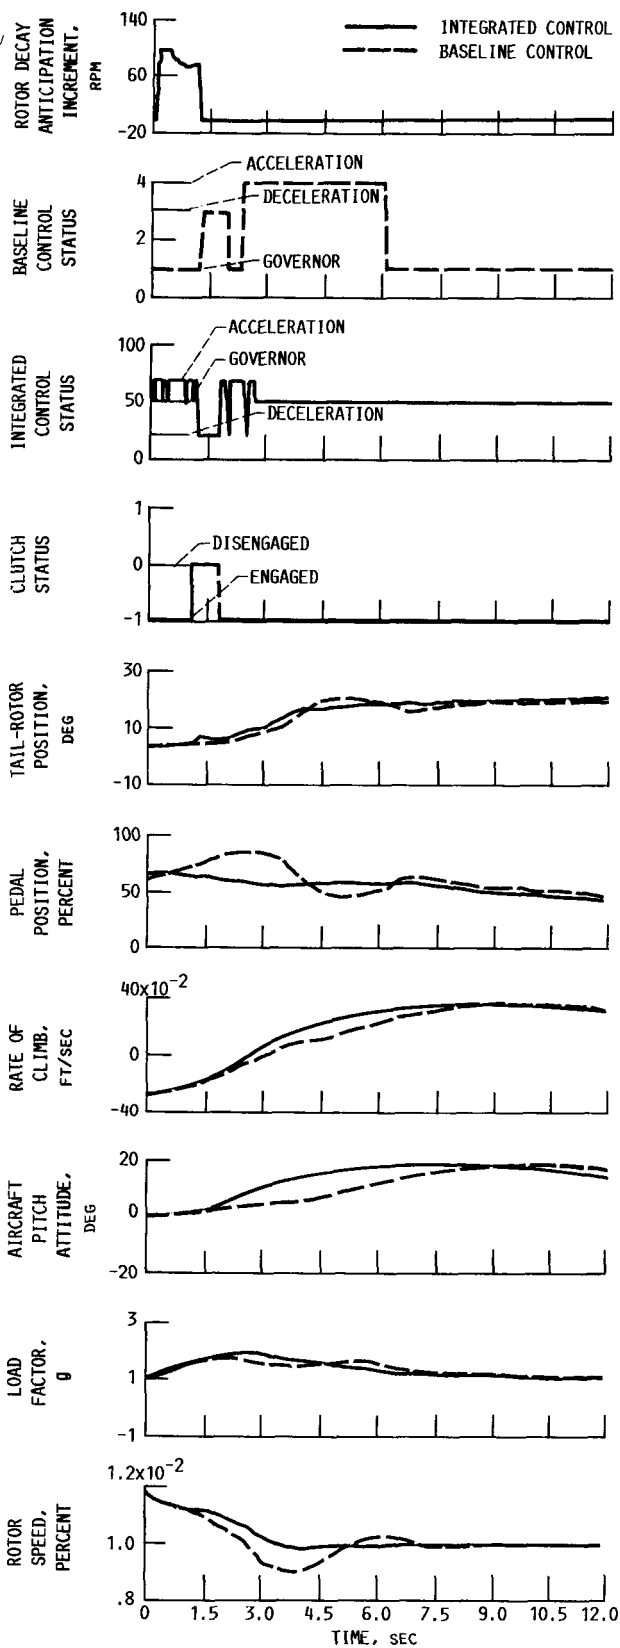 INTEGRATED CONTROL
BASELINE CONTROL
ROTOR DECAY
ANTICIPATION
INCREMENT,
RPM
140
60
-20
BASELINE
CONTROL
STATUS
4
2
0
ACCELERATION
DECELERATION
GOVERNOR
INTEGRATED
CONTROL
STATUS
100
50
0
ACCELERATION
GOVERNOR
DECELERATION
CLUTCH
STATUS
1
0
-1
DISENGAGED
ENGAGED
TAIL-ROTOR
POSITION,
DEG
30
10
-10
PEDAL
POSITION,
PERCENT
100
50
0
RATE OF
CLIMB,
FT/SEC
40x10-2
0
-40
AIRCRAFT
PITCH
ATTITUDE,
DEG
20
0
-20
LOAD
FACTOR,
g
3
1
-1
ROTOR
SPEED,
PERCENT
1.2x10-2
1.0
.8
0 1.5 3.0 4.5 6.0 7.5 9.0 10.5 12.0
TIME, SEC